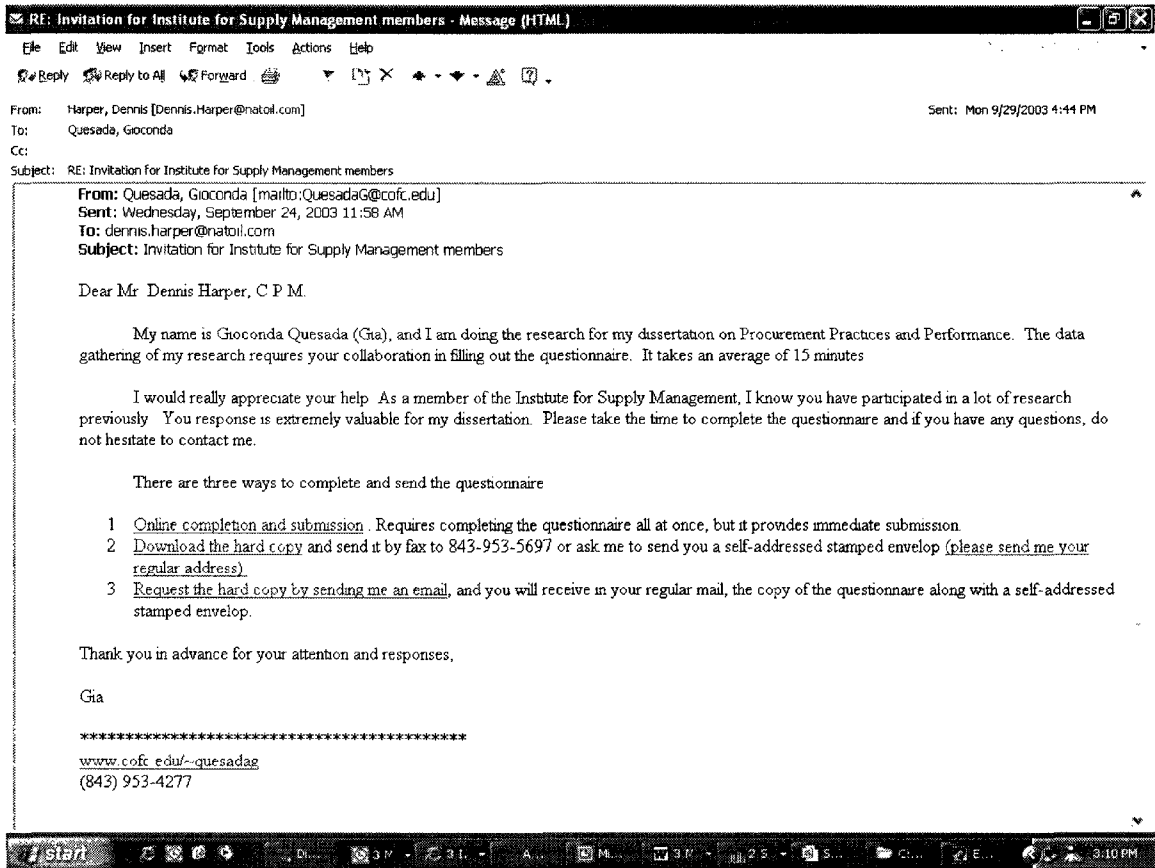 RE: Invitation for Institute for Supply Management members - Message (HTML)
File Edit View Insert Format Tools Actions Help
Reply Reply to All Forward
From: Harper, Dennis [Dennis.Harper@natoil.com] Sent: Mon 9/29/2003 4:44 PM
To: Quesada, Gioconda
Cc:
Subject: RE: Invitation for Institute for Supply Management members
From: Quesada, Gioconda [mailto:QuesadaG@cofc.edu]
Sent: Wednesday, September 24, 2003 11:58 AM
To: dennis.harper@natoil.com
Subject: Invitation for Institute for Supply Management members
Dear Mr Dennis Harper, C P M.
My name is Gioconda Quesada (Gia), and I am doing the research for my dissertation on Procurement Practices and Performance. The data
gathering of my research requires your collaboration in filling out the questionnaire. It takes an average of 15 minutes
I would really appreciate your help As a member of the Institute for Supply Management, I know you have participated in a lot of research
previously You response is extremely valuable for my dissertation. Please take the time to complete the questionnaire and if you have any questions, do
not hesitate to contact me.
There are three ways to complete and send the questionnaire
1 Online completion and submission . Requires completing the questionnaire all at once, but it provides immediate submission.
2 Download the hard copy and send it by fax to 843-953-5697 or ask me to send you a self-addressed stamped envelop (please send me your
regular address)
3 Request the hard copy by sending me an email, and you will receive in your regular mail, the copy of the questionnaire along with a self-addressed
stamped envelop.
Thank you in advance for your attention and responses,
Gia
*******************************************
www.cofc edu/~quesadag
(843) 953-4277
start Di... 3 M 3 I. A... M... 3 M 2 S S... C:... E... 3:10 PM